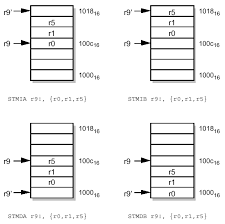 r9' 1018₁₆
r5
r1
r9 r0 100c₁₆
1000₁₆
STMIA r9!, {r0,r1,r5}
r9' 1018₁₆
r5
r1
r0
r9 100c₁₆
1000₁₆
STMIB r9!, {r0,r1,r5}
1018₁₆
r9 r5 100c₁₆
r1
r0
r9' 1000₁₆
STMDA r9!, {r0,r1,r5}
1018₁₆
r9 100c₁₆
r5
r1
r9' r0 1000₁₆
STMDB r9!, {r0,r1,r5}